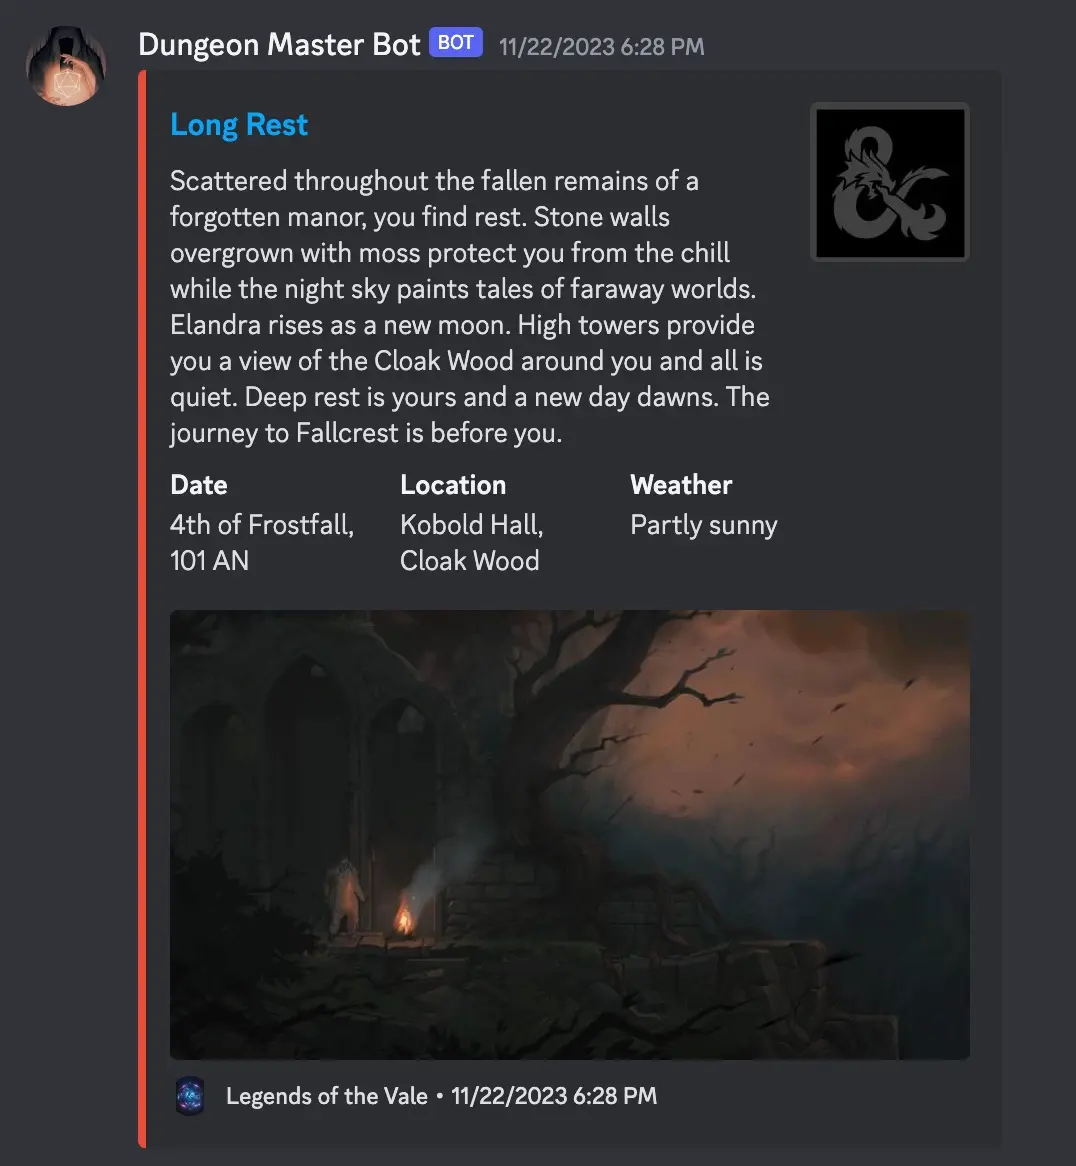 Dungeon Master Bot BOT 11/22/2023 6:28 PM
Long Rest
Scattered throughout the fallen remains of a
forgotten manor, you find rest. Stone walls
overgrown with moss protect you from the chill
while the night sky paints tales of faraway worlds.
Elandra rises as a new moon. High towers provide
you a view of the Cloak Wood around you and all is
quiet. Deep rest is yours and a new day dawns. The
journey to Fallcrest is before you.
Date
4th of Frostfall,
101 AN
Location
Kobold Hall,
Cloak Wood
Weather
Partly sunny
Legends of the Vale • 11/22/2023 6:28 PM